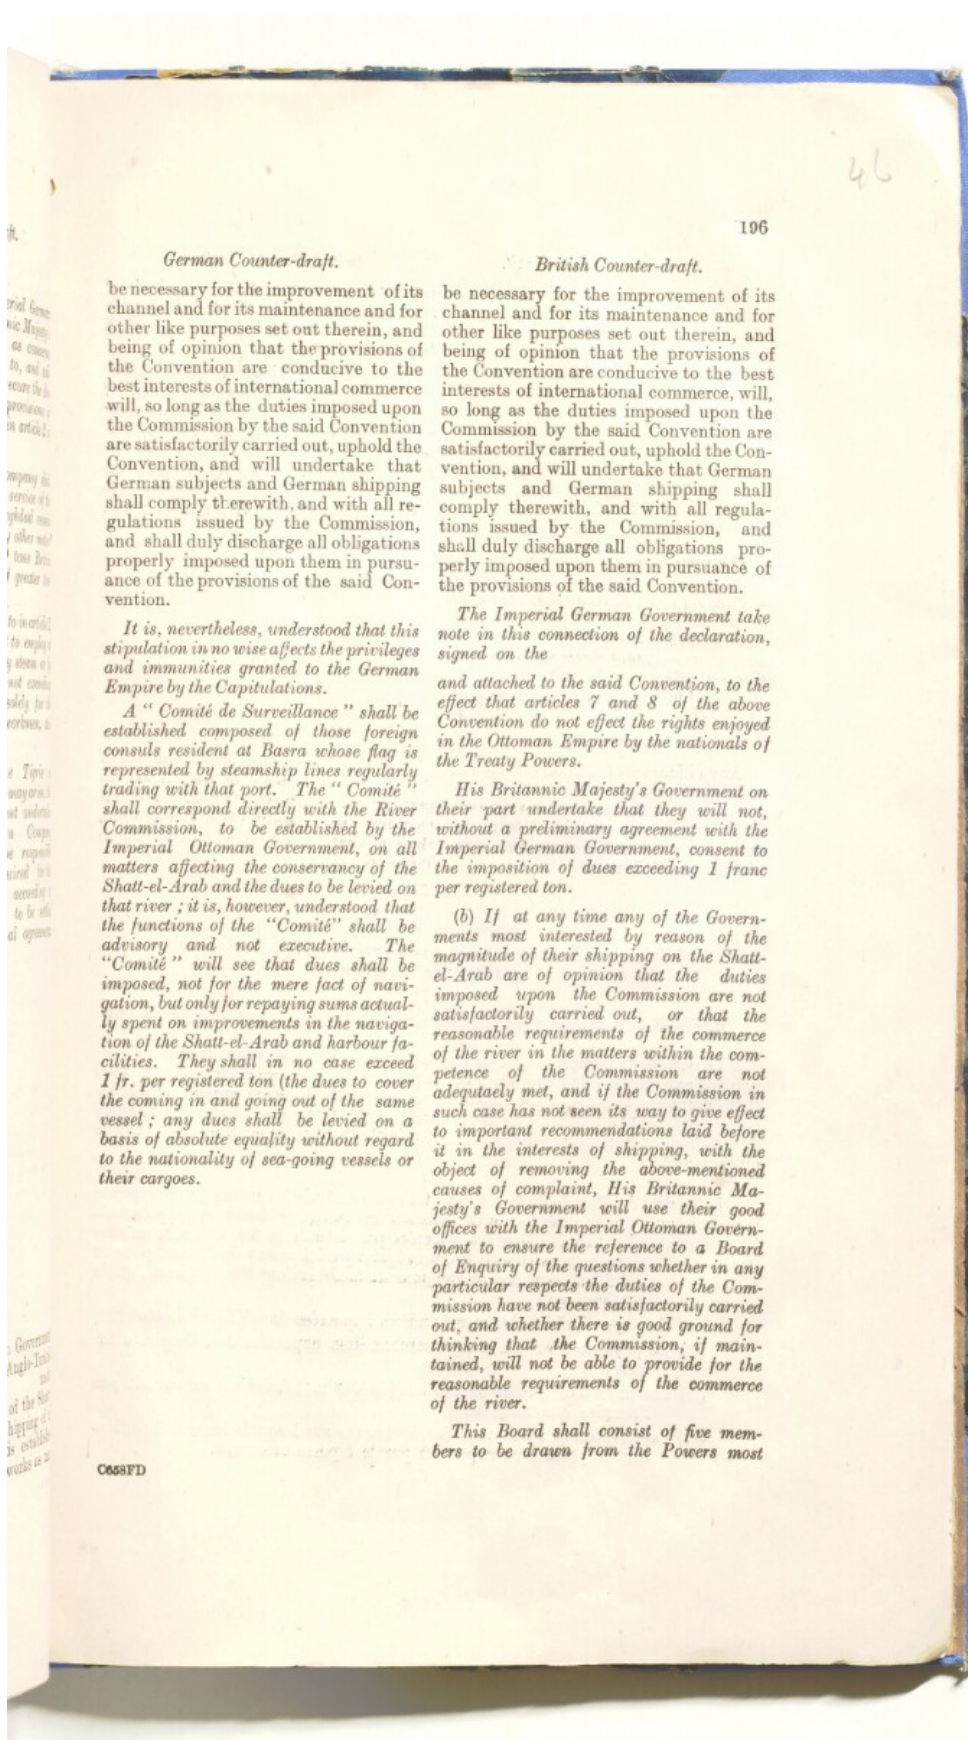 46
196
German Counter-draft.
be necessary for the improvement of its
channel and for its maintenance and for
other like purposes set out therein, and
being of opinion that the provisions of
the Convention are conducive to the
best interests of international commerce
will, so long as the duties imposed upon
the Commission by the said Convention
are satisfactorily carried out, uphold the
Convention, and will undertake that
German subjects and German shipping
shall comply therewith, and with all re-
gulations issued by the Commission,
and shall duly discharge all obligations
properly imposed upon them in pursu-
ance of the provisions of the said Con-
vention.
It is, nevertheless, understood that this
stipulation in no wise affects the privileges
and immunities granted to the German
Empire by the Capitulations.
A " Comité de Surveillance " shall be
established composed of those foreign
consuls resident at Basra whose flag is
represented by steamship lines regularly
trading with that port. The " Comité "
shall correspond directly with the River
Commission, to be established by the
Imperial Ottoman Government, on all
matters affecting the conservancy of the
Shatt-el-Arab and the dues to be levied on
that river ; it is, however, understood that
the functions of the "Comité" shall be
advisory and not executive. The
"Comité " will see that dues shall be
imposed, not for the mere fact of navi-
gation, but only for repaying sums actual-
ly spent on improvements in the naviga-
tion of the Shatt-el-Arab and harbour fa-
cilities. They shall in no case exceed
1 fr. per registered ton (the dues to cover
the coming in and going out of the same
vessel ; any dues shall be levied on a
basis of absolute equality without regard
to the nationality of sea-going vessels or
their cargoes.
British Counter-draft.
be necessary for the improvement of its
channel and for its maintenance and for
other like purposes set out therein, and
being of opinion that the provisions of
the Convention are conducive to the best
interests of international commerce, will,
so long as the duties imposed upon the
Commission by the said Convention are
satisfactorily carried out, uphold the Con-
vention, and will undertake that German
subjects and German shipping shall
comply therewith, and with all regula-
tions issued by the Commission, and
shall duly discharge all obligations pro-
perly imposed upon them in pursuance of
the provisions of the said Convention.
The Imperial German Government take
note in this connection of the declaration,
signed on the
and attached to the said Convention, to the
effect that articles 7 and 8 of the above
Convention do not effect the rights enjoyed
in the Ottoman Empire by the nationals of
the Treaty Powers.
His Britannic Majesty's Government on
their part undertake that they will not,
without a preliminary agreement with the
Imperial German Government, consent to
the imposition of dues exceeding 1 franc
per registered ton.
(b) If at any time any of the Govern-
ments most interested by reason of the
magnitude of their shipping on the Shatt-
el-Arab are of opinion that the duties
imposed upon the Commission are not
satisfactorily carried out, or that the
reasonable requirements of the commerce
of the river in the matters within the com-
petence of the Commission are not
adequtaely met, and if the Commission in
such case has not seen its way to give effect
to important recommendations laid before
it in the interests of shipping, with the
object of removing the above-mentioned
causes of complaint, His Britannic Ma-
jesty's Government will use their good
offices with the Imperial Ottoman Govern-
ment to ensure the reference to a Board
of Enquiry of the questions whether in any
particular respects the duties of the Com-
mission have not been satisfactorily carried
out, and whether there is good ground for
thinking that the Commission, if main-
tained, will not be able to provide for the
reasonable requirements of the commerce
of the river.
This Board shall consist of five mem-
bers to be drawn from the Powers most
C658FD